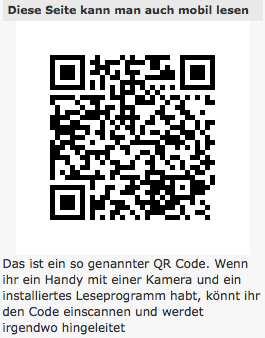 Diese Seite kann man auch mobil lesen
Das ist ein so genannter QR Code. Wenn
ihr ein Handy mit einer Kamera und ein
installiertes Leseprogramm habt, könnt ihr
den Code einscannen und werdet
irgendwo hingeleitet